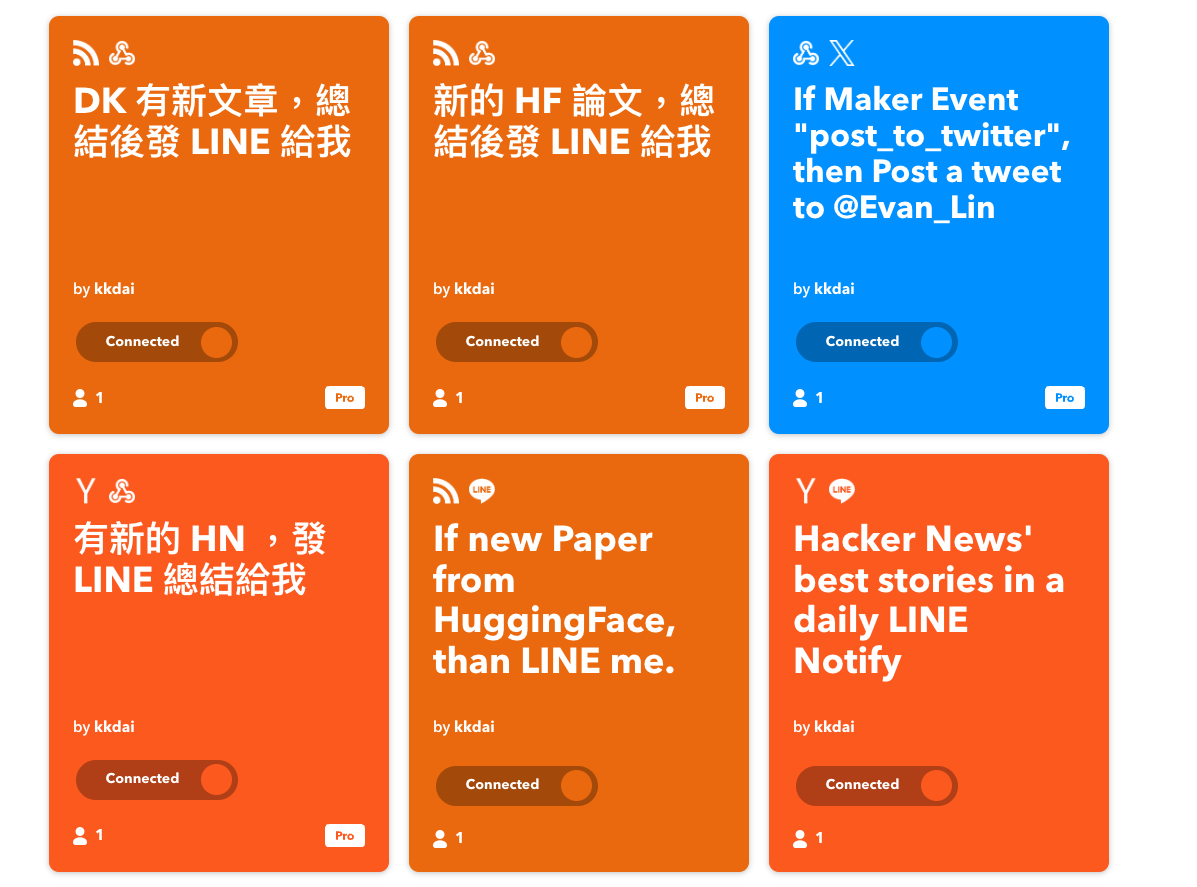 DK 有新文章，總
結後發 LINE 給我
by kkdai
Connected
1
Pro
新的 HF 論文，總
結後發 LINE 給我
by kkdai
Connected
1
Pro
If Maker Event
"post_to_twitter",
then Post a tweet
to @Evan_Lin
by kkdai
Connected
1
Pro
有新的 HN ，發
LINE 總結給我
by kkdai
Connected
1
Pro
LINE
If new Paper
from
HuggingFace,
than LINE me.
by kkdai
Connected
1
LINE
Hacker News'
best stories in a
daily LINE
Notify
by kkdai
Connected
1